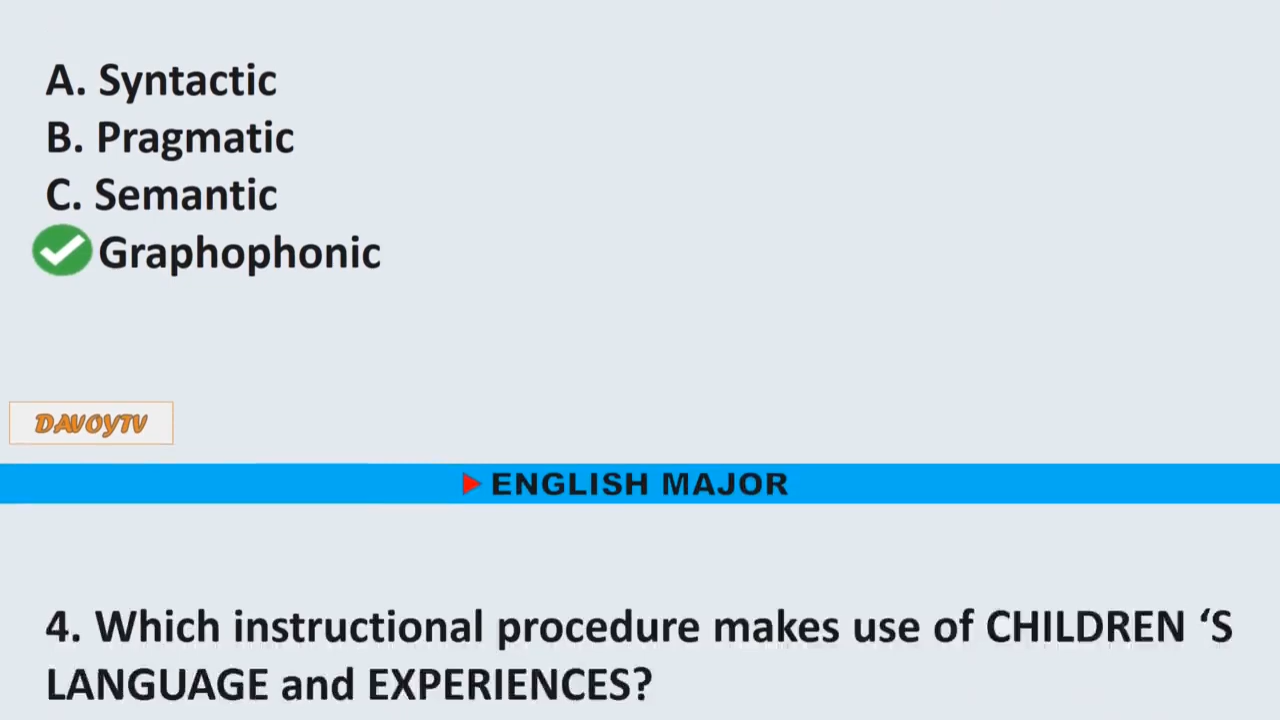 A. Syntactic
B. Pragmatic
C. Semantic
Graphophonic
DAVOYTV
ENGLISH MAJOR
4. Which instructional procedure makes use of CHILDREN ‘S
LANGUAGE and EXPERIENCES?